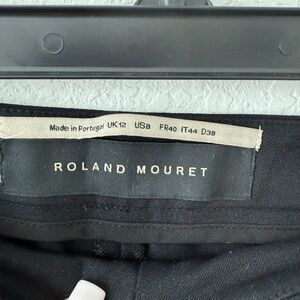 Made in Portugal UK12 US8 FR40 IT44 D38
ROLAND MOURET